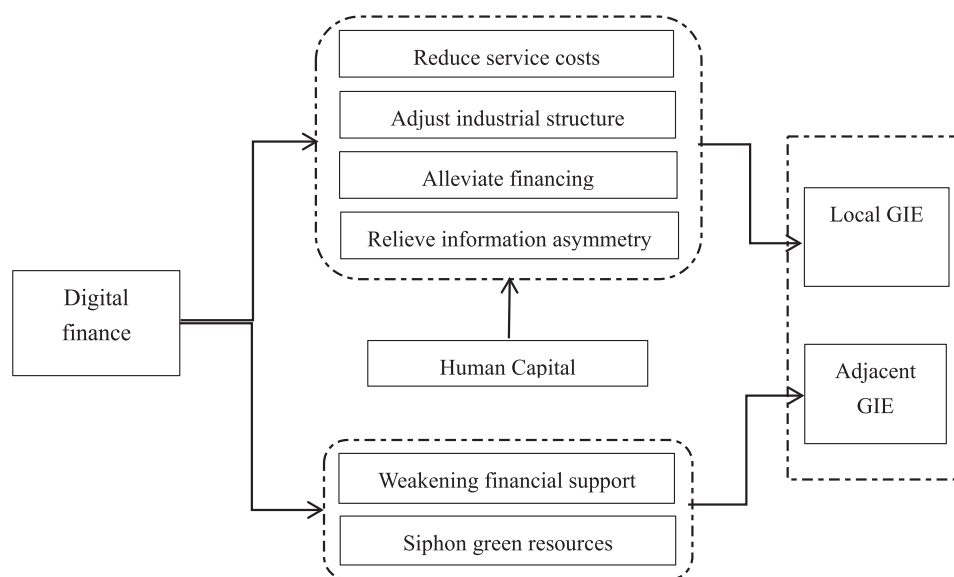 Reduce service costs
Adjust industrial structure
Alleviate financing
Relieve information asymmetry
Digital
finance
Human Capital
Weakening financial support
Siphon green resources
Local GIE
Adjacent
GIE